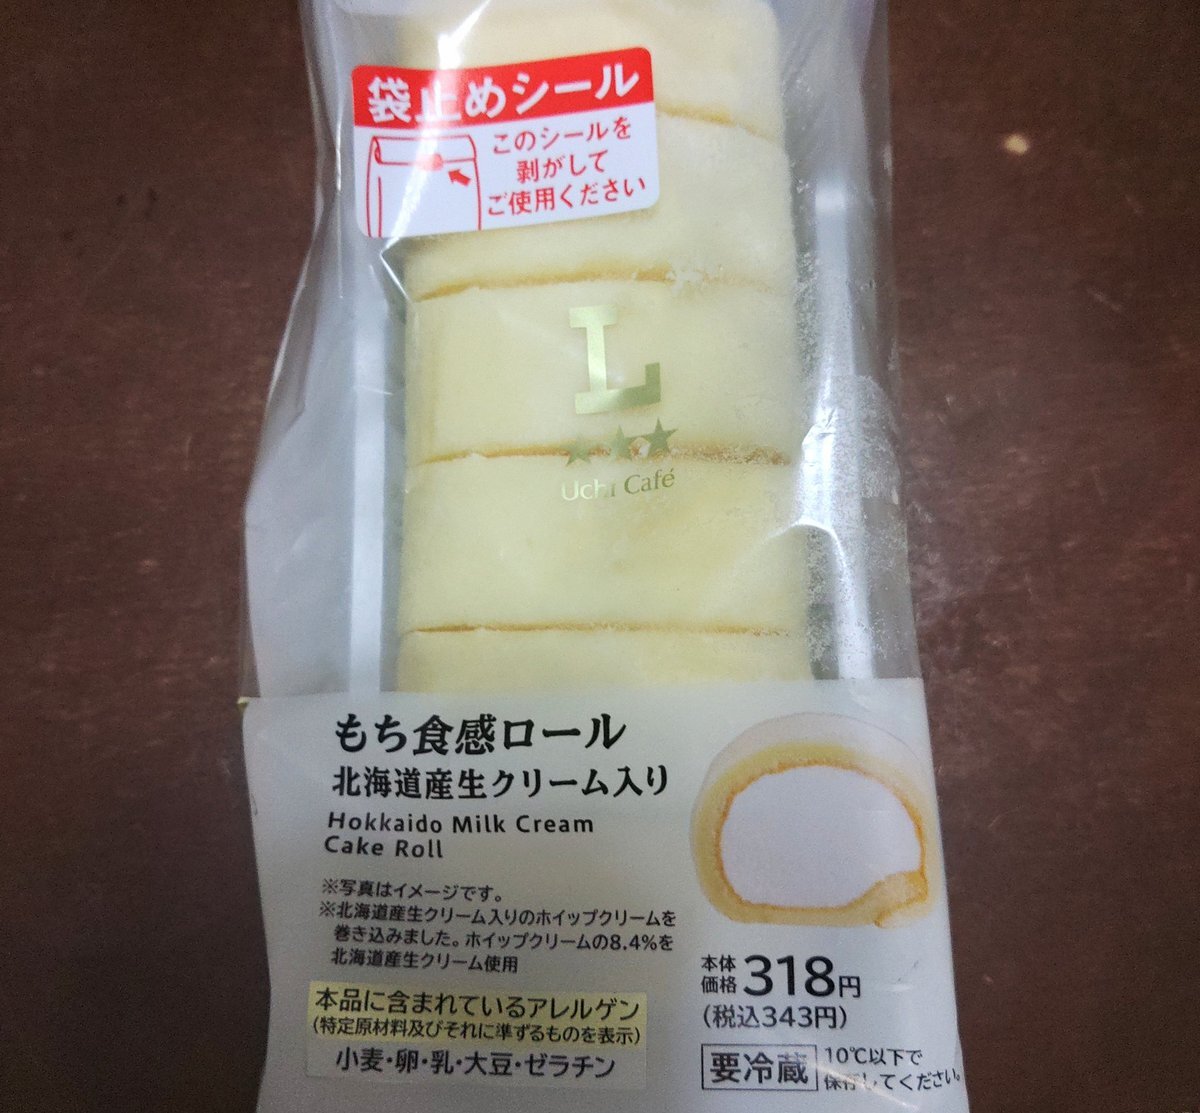 袋止めシール
このシールを
剥がして
ご使用ください
L
★★★
Uchi Café
もち食感ロール
北海道産生クリーム入り
Hokkaido Milk Cream
Cake Roll
※写真はイメージです。
※北海道産生クリーム入りのホイップクリームを
巻き込みました。ホイップクリームの8.4%を
北海道産生クリーム使用
本品に含まれているアレルゲン
(特定原材料及びそれに準ずるものを表示)
小麦・卵・乳・大豆・ゼラチン
本体価格 318円
(税込343円)
要冷蔵 10℃以下で
保存してください。